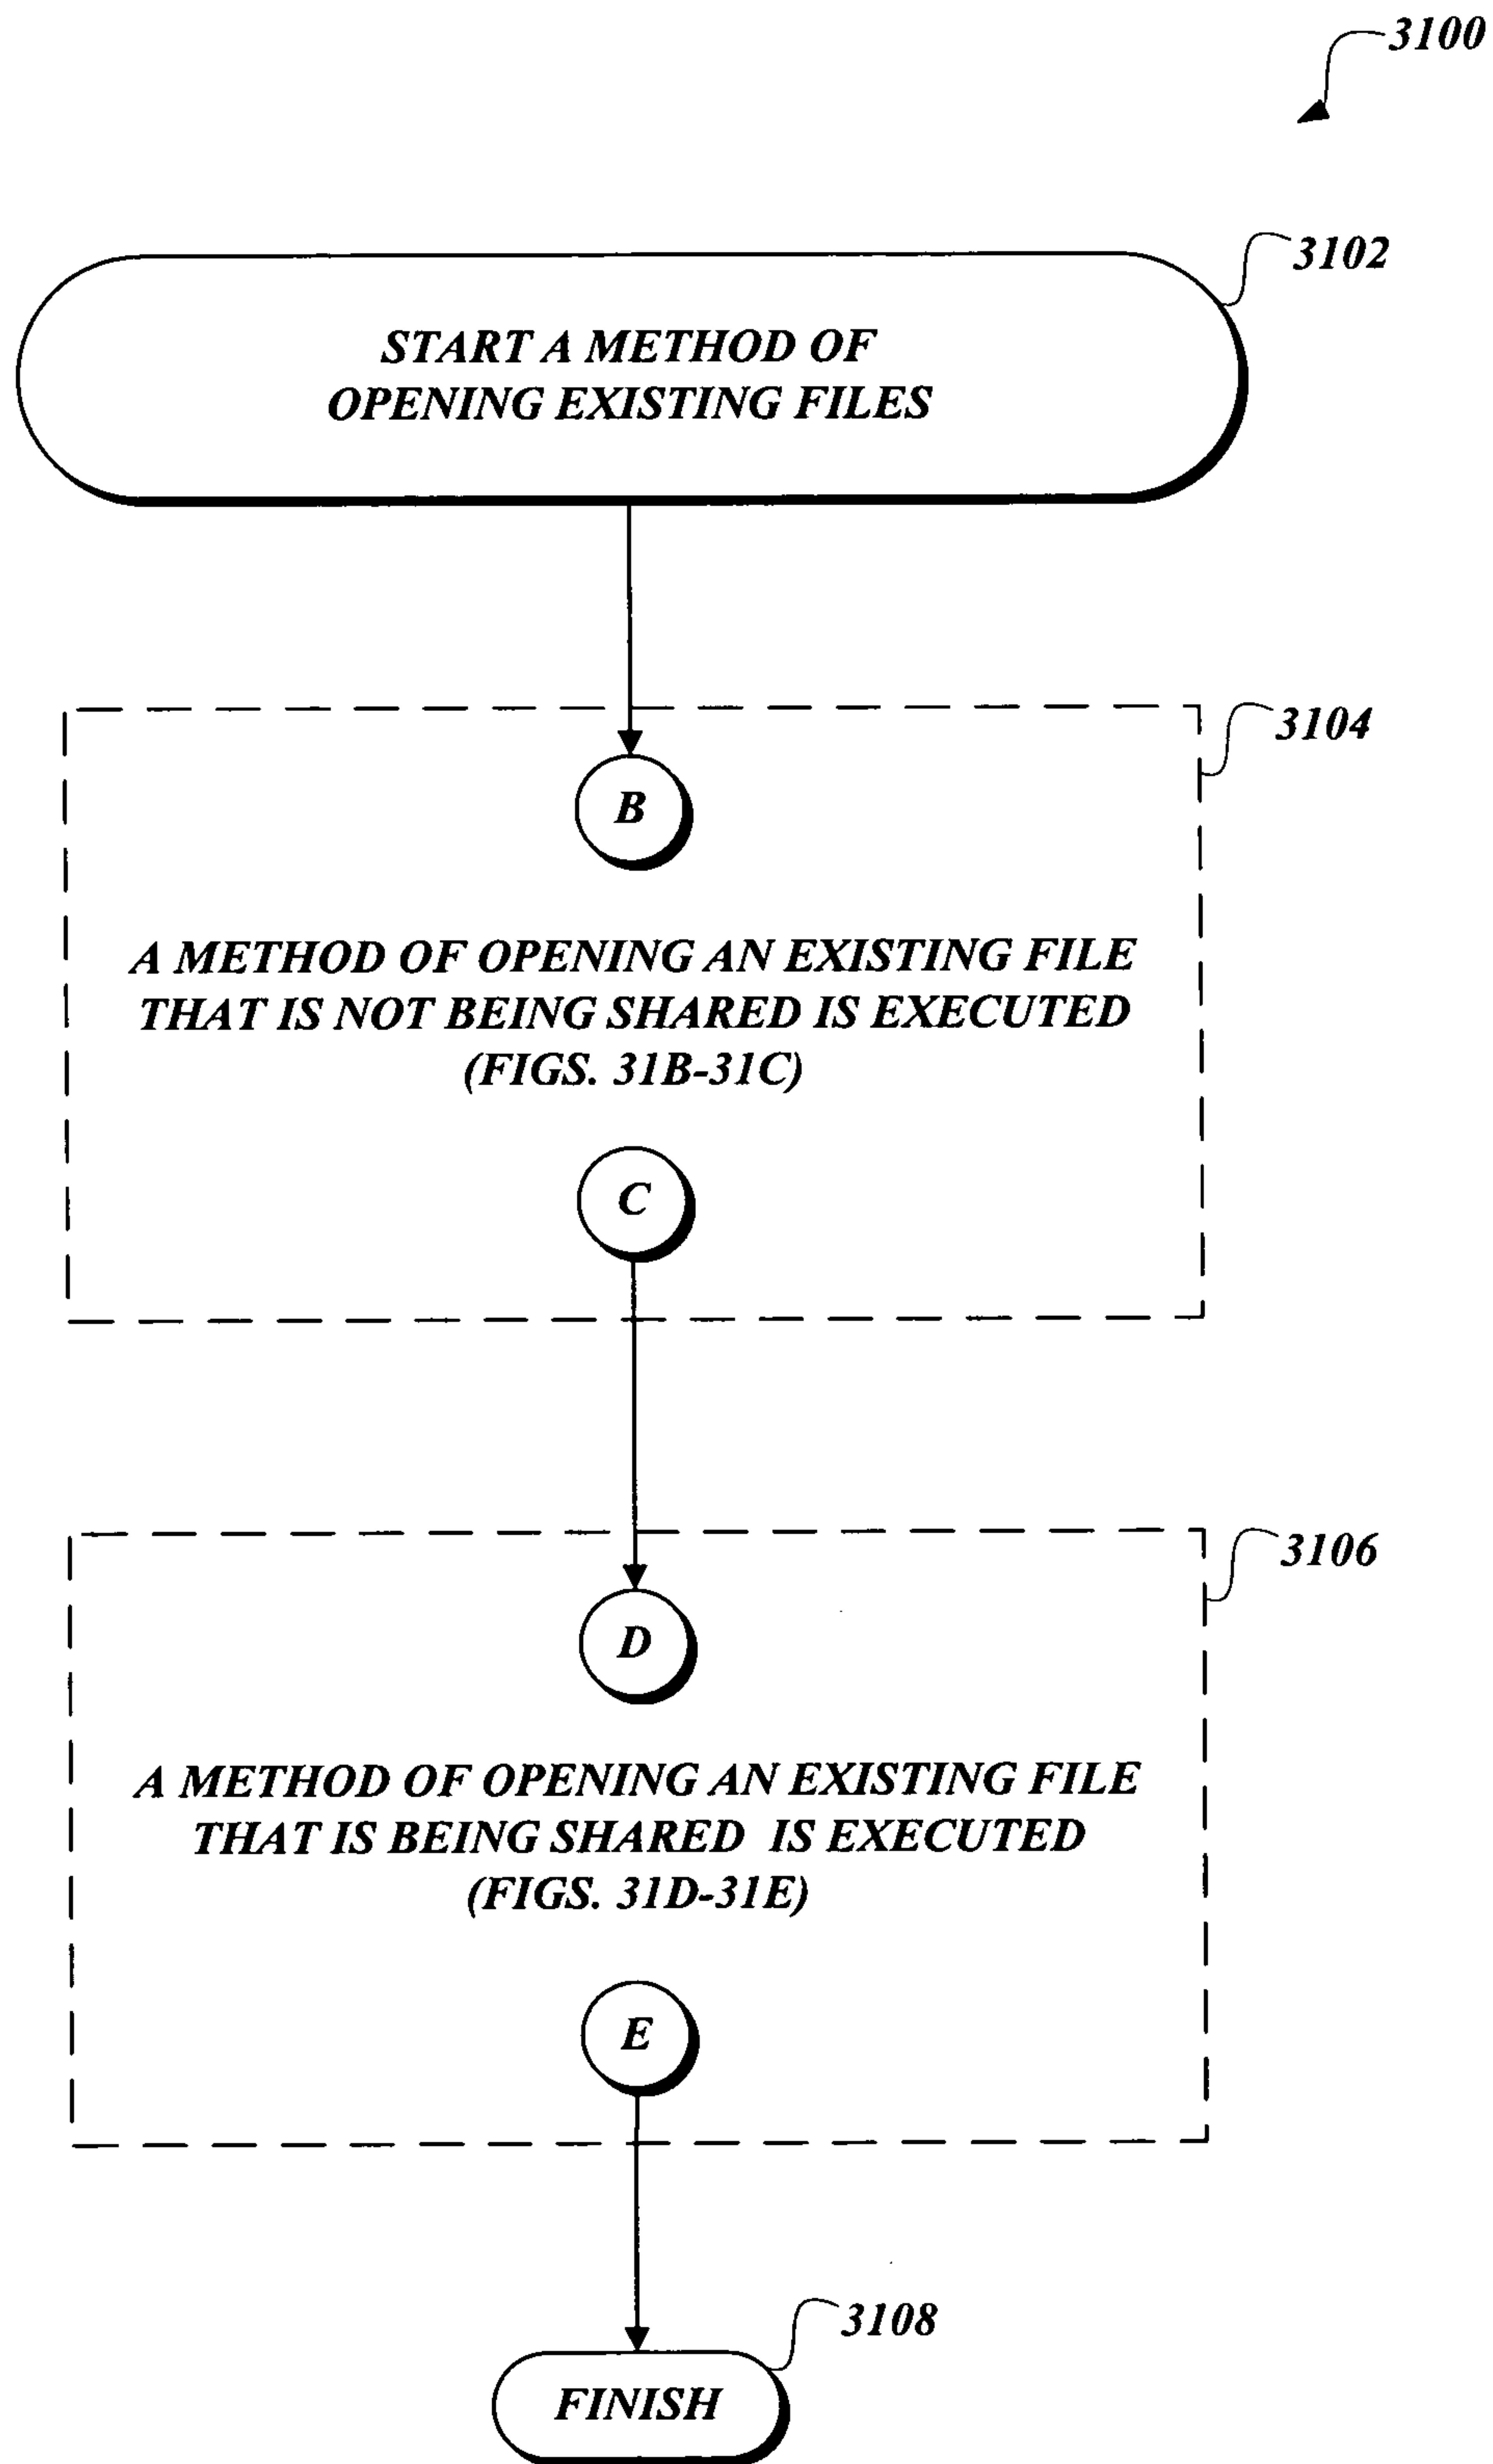 3100
3102
START A METHOD OF
OPENING EXISTING FILES
3104
B
A METHOD OF OPENING AN EXISTING FILE
THAT IS NOT BEING SHARED IS EXECUTED
(FIGS. 31B-31C)
C
3106
D
A METHOD OF OPENING AN EXISTING FILE
THAT IS BEING SHARED IS EXECUTED
(FIGS. 31D-31E)
E
3108
FINISH